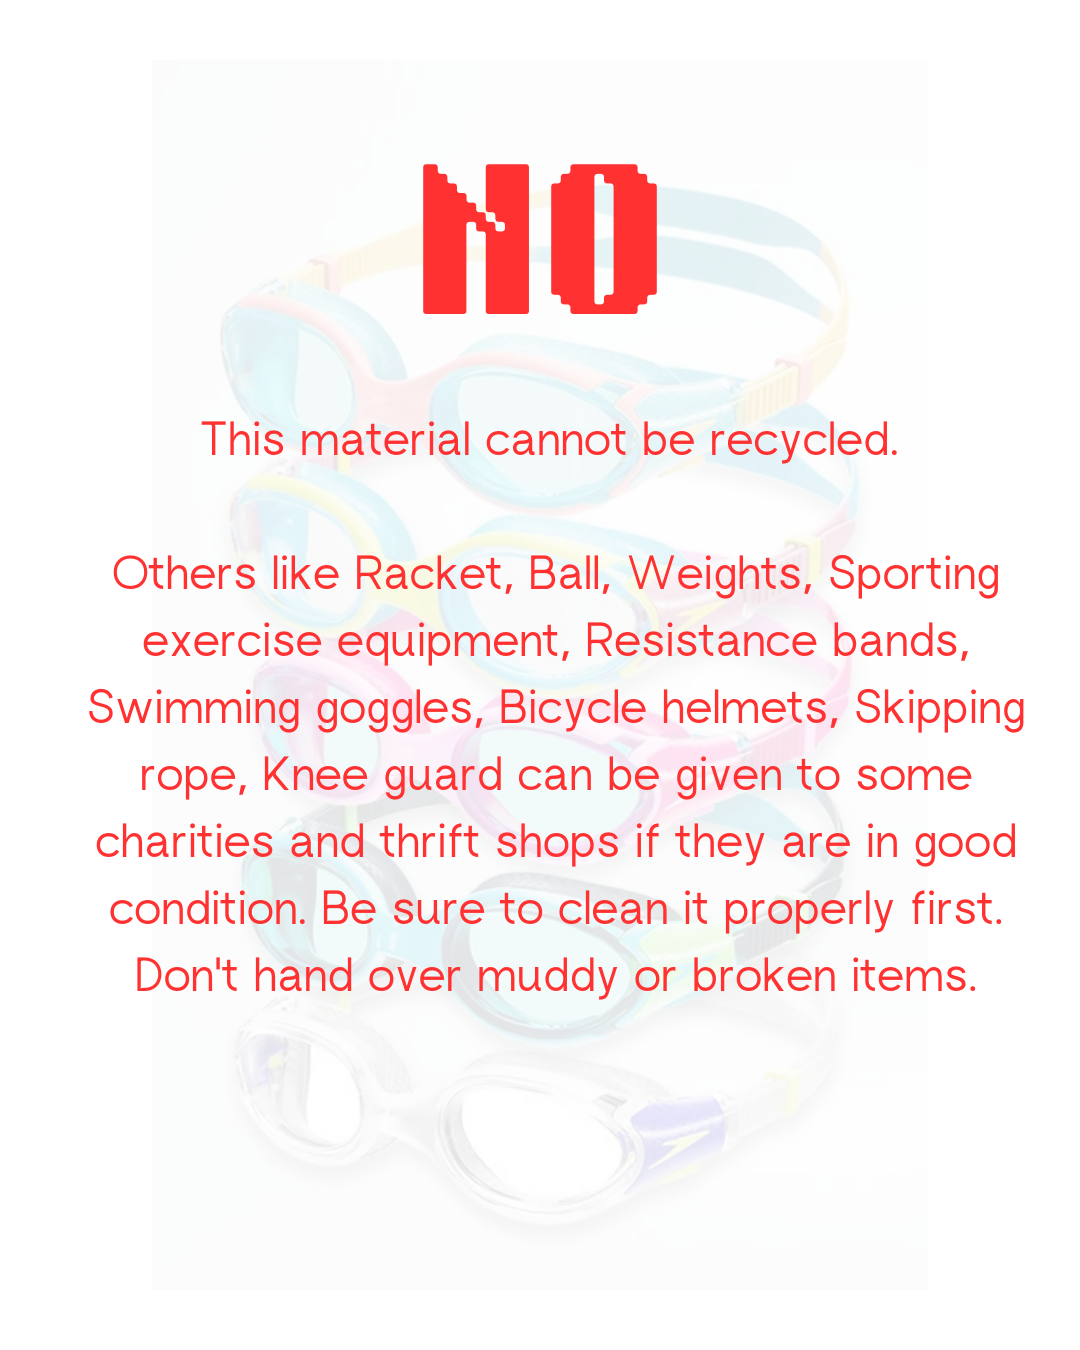 NO
This material cannot be recycled.
Others like Racket, Ball, Weights, Sporting
exercise equipment, Resistance bands,
Swimming goggles, Bicycle helmets, Skipping
rope, Knee guard can be given to some
charities and thrift shops if they are in good
condition. Be sure to clean it properly first.
Don't hand over muddy or broken items.